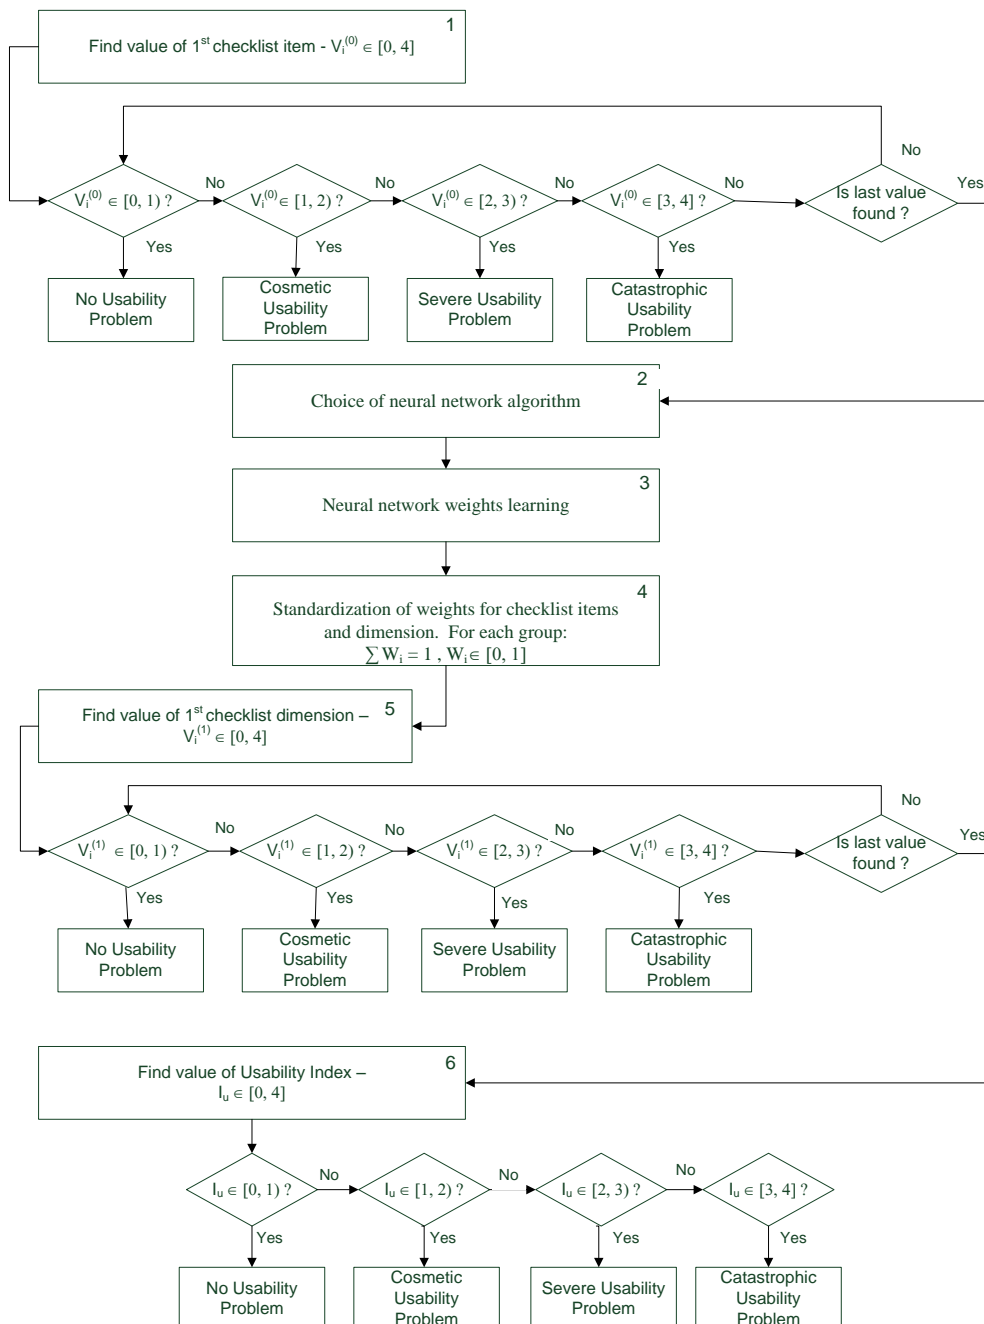 1
Find value of 1st checklist item - Vi(0) ∈ [0, 4]
No
Vi(0) ∈ [0, 1) ?
No
Vi(0) ∈ [1, 2) ?
No
Vi(0) ∈ [2, 3) ?
No
Vi(0) ∈ [3, 4] ?
No
Is last value
found ?
Yes
Yes
Yes
Yes
Yes
No Usability
Problem
Cosmetic
Usability
Problem
Severe Usability
Problem
Catastrophic
Usability
Problem
2
Choice of neural network algorithm
3
Neural network weights learning
4
Standardization of weights for checklist items
and dimension. For each group:
∑ Wi = 1 , Wi ∈ [0, 1]
5
Find value of 1st checklist dimension –
Vi(1) ∈ [0, 4]
No
Vi(1) ∈ [0, 1) ?
No
Vi(1) ∈ [1, 2) ?
No
Vi(1) ∈ [2, 3) ?
No
Vi(1) ∈ [3, 4] ?
No
Is last value
found ?
Yes
Yes
Yes
Yes
Yes
No Usability
Problem
Cosmetic
Usability
Problem
Severe Usability
Problem
Catastrophic
Usability
Problem
6
Find value of Usability Index –
Iu ∈ [0, 4]
Iu ∈ [0, 1) ?
No
Iu ∈ [1, 2) ?
No
Iu ∈ [2, 3) ?
No
Iu ∈ [3, 4] ?
Yes
Yes
Yes
Yes
No Usability
Problem
Cosmetic
Usability
Problem
Severe Usability
Problem
Catastrophic
Usability
Problem